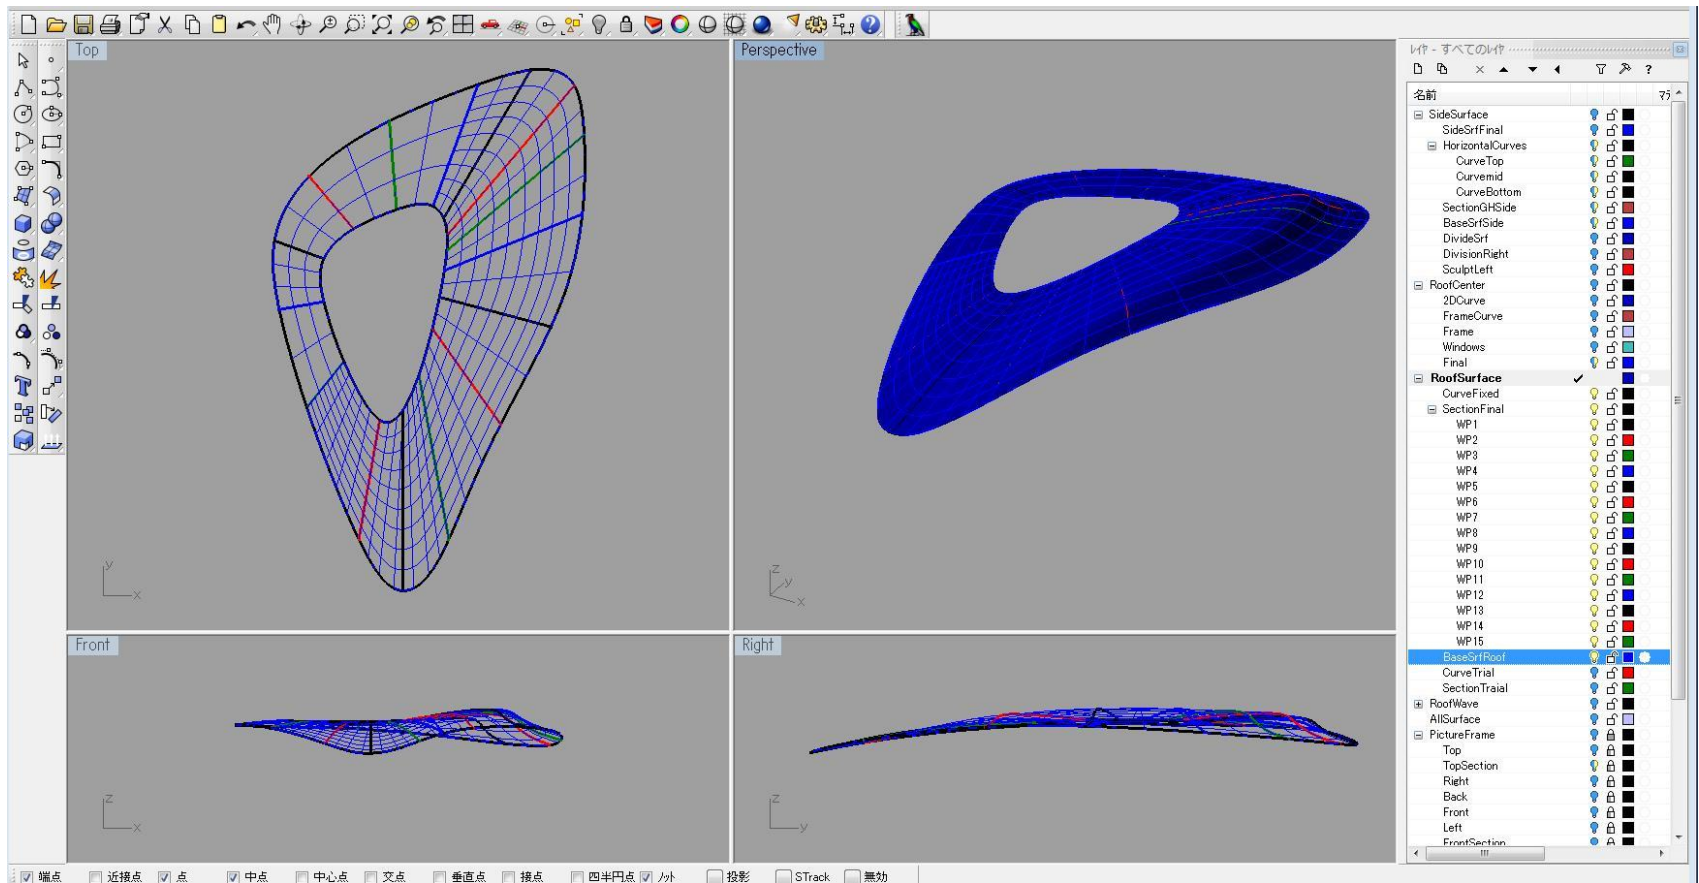 Top
Perspective
Front
Right
y
x
z
y
x
z
x
z
y
レイヤ - すべてのレイヤ
?
名前
マテ
SideSurface
SideSrfFinal
HorizontalCurves
CurveTop
Curvemid
CurveBottom
SectionGHSide
BaseSrfSide
DivideSrf
DivisionRight
SculptLeft
RoofCenter
2DCurve
FrameCurve
Frame
Windows
Final
RoofSurface
CurveFixed
SectionFinal
WP1
WP2
WP3
WP4
WP5
WP6
WP7
WP8
WP9
WP10
WP11
WP12
WP13
WP14
WP15
BaseSrfRoof
CurveTrial
SectionTraial
RoofWave
AllSurface
PictureFrame
Top
TopSection
Right
Back
Front
Left
FrontSection
端点 近接点 点 中点 中心点 交点 垂直点 接点 四半円点 ノット 投影 STrack 無効